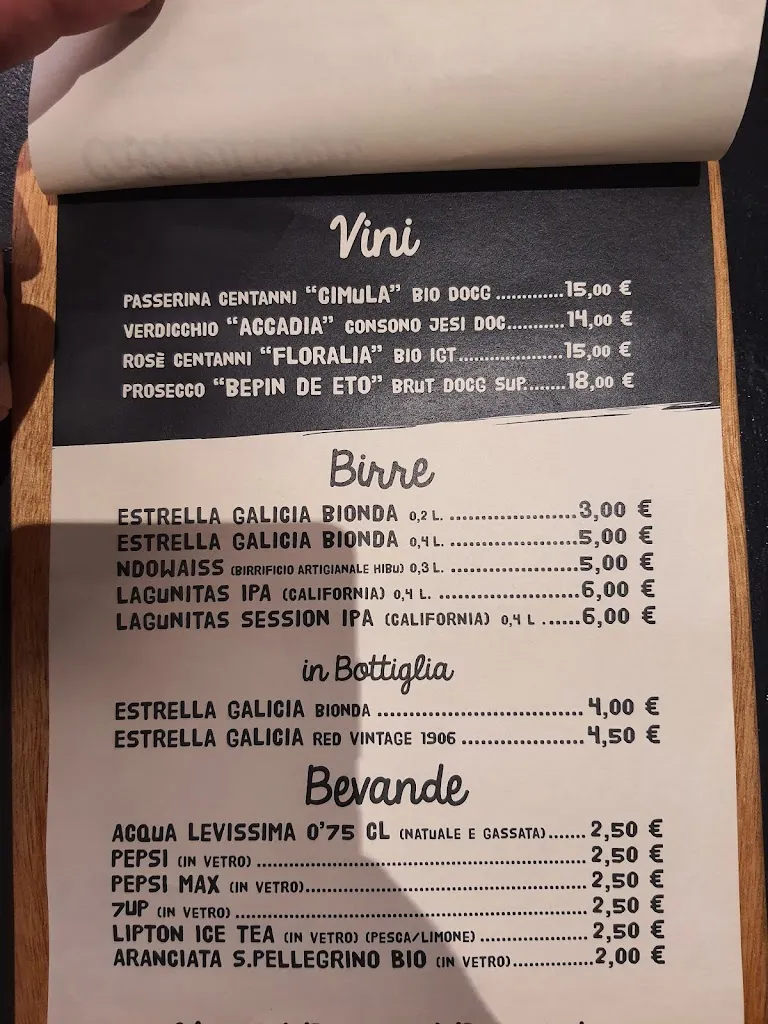 Vini
PASSERINA CENTANNI "CIMULA" BIO DOCG .............15,00 €
VERDICCHIO "ACCADIA" CONSONO JESI DOC...........14,00 €
ROSÈ CENTANNI "FLORALIA" BIO IGT....................15,00 €
PROSECCO "BEPIN DE ETO" BRUT DOCG SUP........18,00 €
Birre
ESTRELLA GALICIA BIONDA 0,2 L. ......................3,00 €
ESTRELLA GALICIA BIONDA 0,4 L. ......................5,00 €
NDOWAISS (BIRRIFICIO ARTIGIANALE HIBU) 0,3 L. ......................5,00 €
LAGUNITAS IPA (CALIFORNIA) 0,4 L. ........................6,00 €
LAGUNITAS SESSION IPA (CALIFORNIA) 0,4 L ......6,00 €
in Bottiglia
ESTRELLA GALICIA BIONDA ...................................4,00 €
ESTRELLA GALICIA RED VINTAGE 1906 .....................4,50 €
Bevande
ACQUA LEVISSIMA 0'75 CL (NATUALE E GASSATA).......2,50 €
PEPSI (IN VETRO) ........................................................2,50 €
PEPSI MAX (IN VETRO)................................................2,50 €
7UP (IN VETRO)............................................................2,50 €
LIPTON ICE TEA (IN VETRO) (PESCA/LIMONE) ..................2,50 €
ARANCIATA S.PELLEGRINO BIO (IN VETRO)..............2,00 €